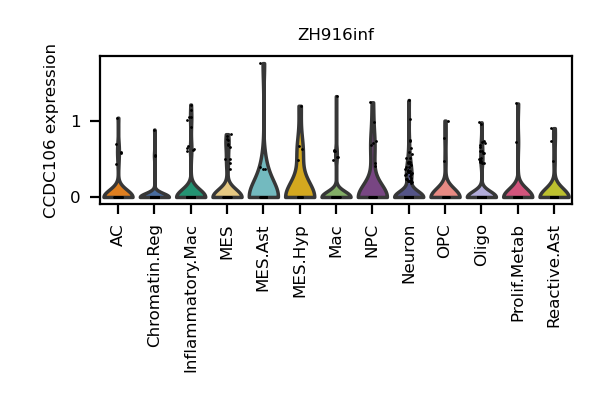 ZH916inf
CCDC106 expression
1
0
AC
Chromatin.Reg
Inflammatory.Mac
MES
MES.Ast
MES.Hyp
Mac
NPC
Neuron
OPC
Oligo
Prolif.Metab
Reactive.Ast